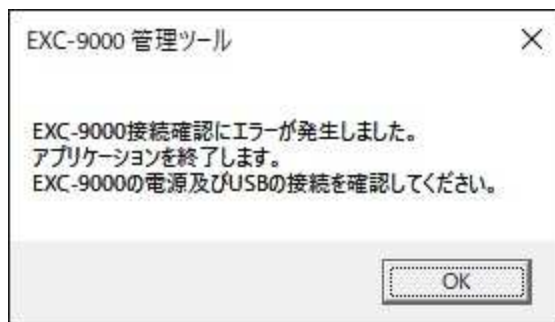 EXC-9000 管理ツール
EXC-9000接続確認にエラーが発生しました。
アプリケーションを終了します。
EXC-9000の電源及びUSBの接続を確認してください。
OK